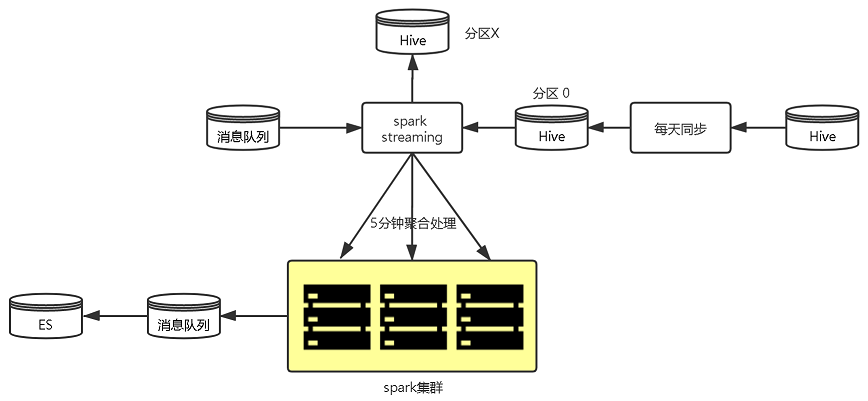 Hive
分区X
分区 0
消息队列
spark
streaming
Hive
每天同步
Hive
5分钟聚合处理
ES
消息队列
spark集群